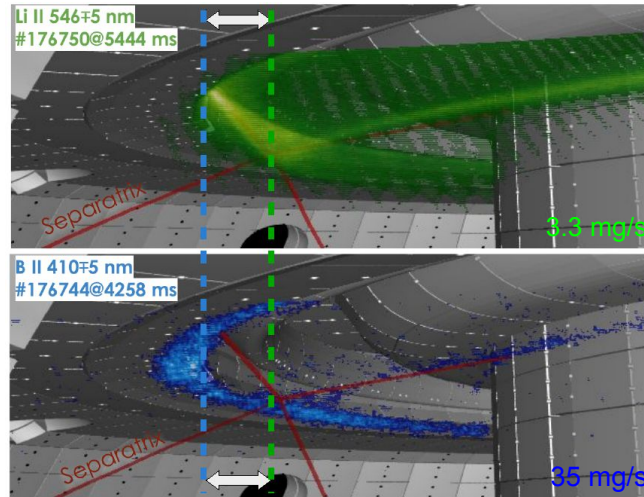 Li II 546∓5 nm
#176750@5444 ms
Separatrix
3.3 mg/s
B II 410∓5 nm
#176744@4258 ms
Separatrix
35 mg/s